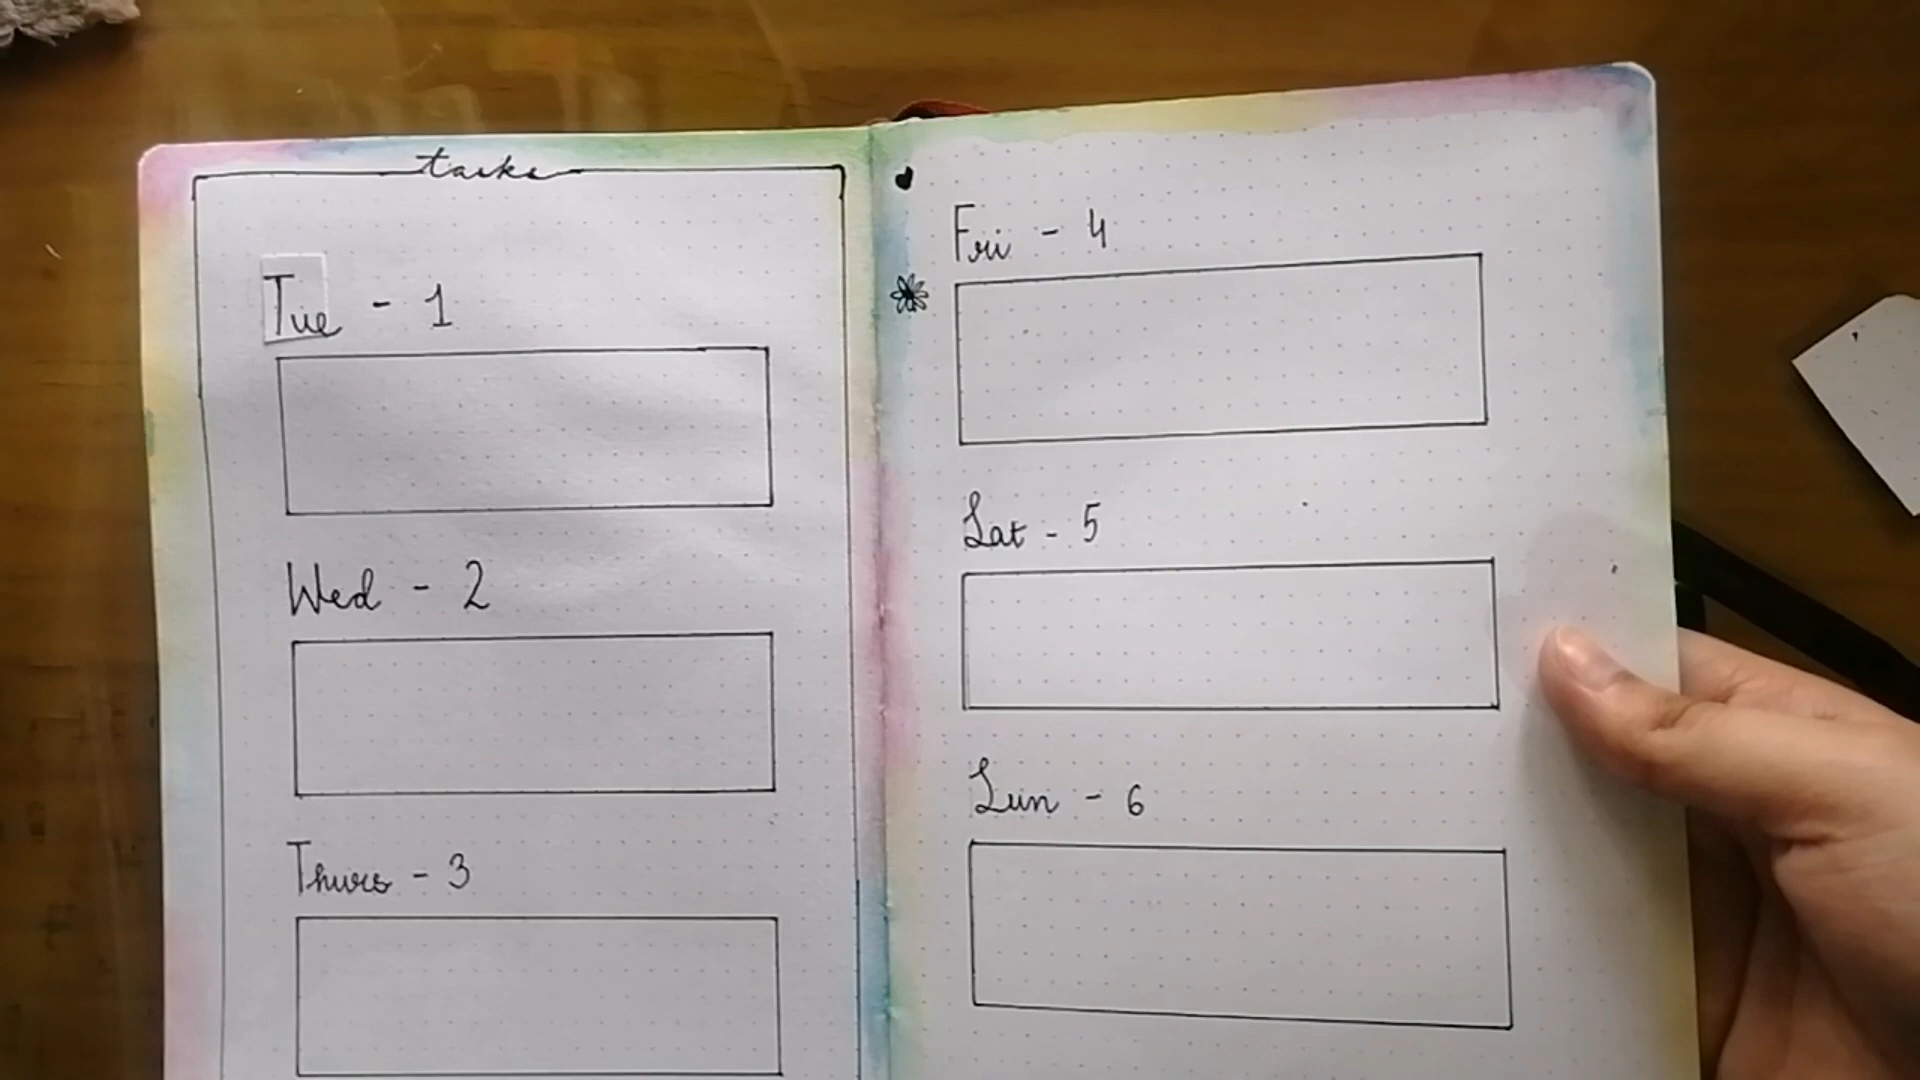 tasks
Tue - 1
Wed - 2
Thurs - 3
Fri - 4
Sat - 5
Sun - 6